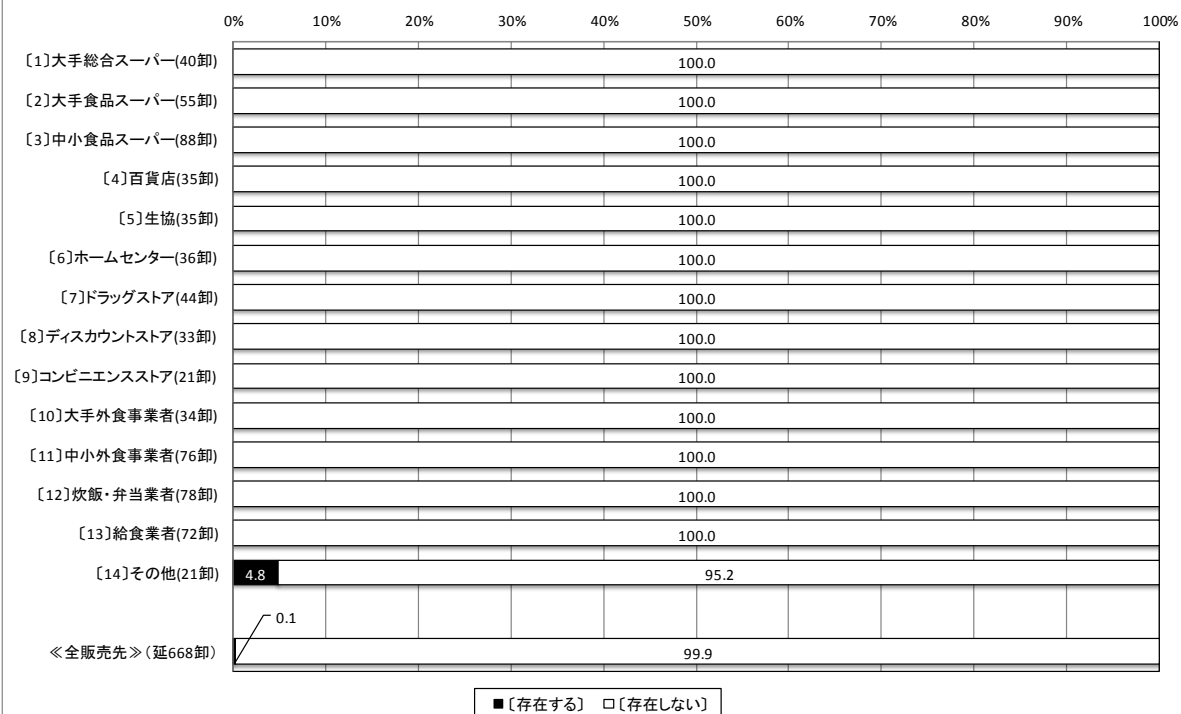 0% 10% 20% 30% 40% 50% 60% 70% 80% 90% 100%
〔1〕大手総合スーパー(40卸) 100.0
〔2〕大手食品スーパー(55卸) 100.0
〔3〕中小食品スーパー(88卸) 100.0
〔4〕百貨店(35卸) 100.0
〔5〕生協(35卸) 100.0
〔6〕ホームセンター(36卸) 100.0
〔7〕ドラッグストア(44卸) 100.0
〔8〕ディスカウントストア(33卸) 100.0
〔9〕コンビニエンスストア(21卸) 100.0
〔10〕大手外食事業者(34卸) 100.0
〔11〕中小外食事業者(76卸) 100.0
〔12〕炊飯・弁当業者(78卸) 100.0
〔13〕給食業者(72卸) 100.0
〔14〕その他(21卸) 4.8 95.2
0.1
≪全販売先≫（延668卸） 99.9
■〔存在する〕 □〔存在しない〕